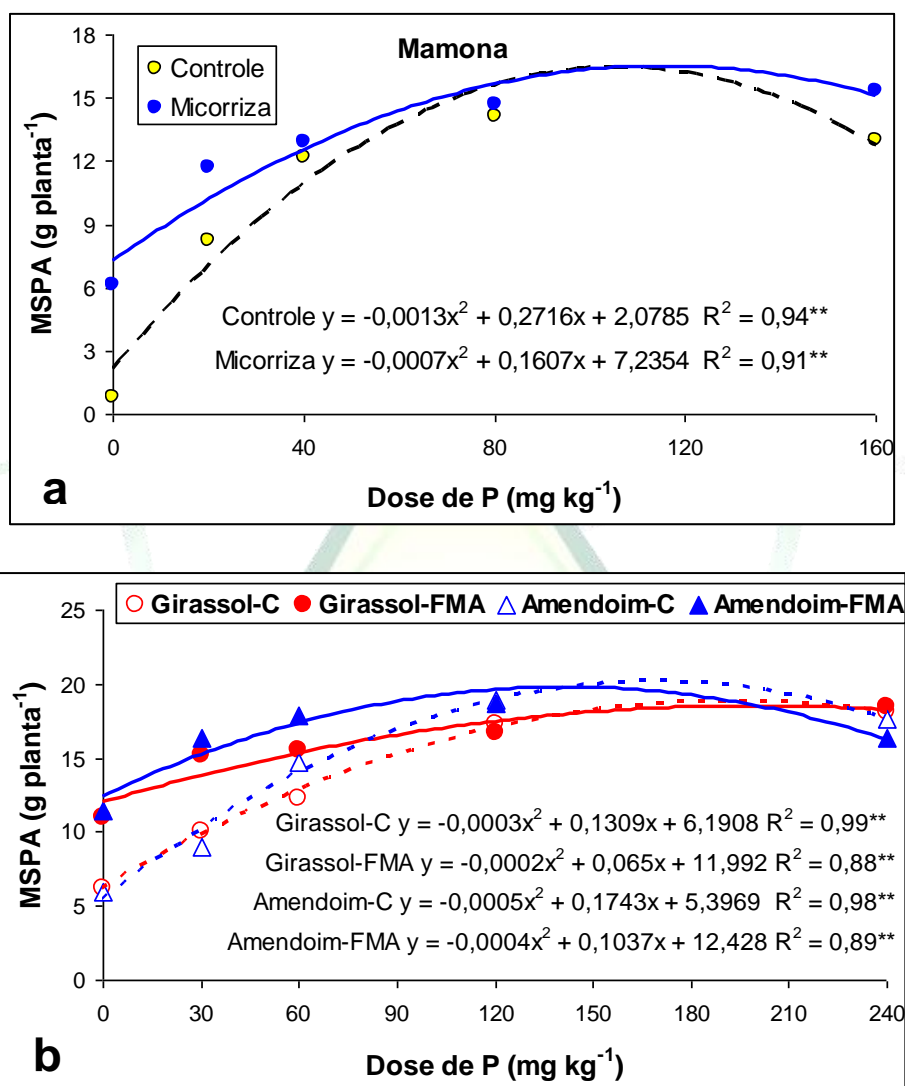 Mamona
Controle
Micorriza
MSPA (g planta⁻¹)
18
15
12
9
6
3
0
Controle y = -0,0013x² + 0,2716x + 2,0785 R² = 0,94**
Micorriza y = -0,0007x² + 0,1607x + 7,2354 R² = 0,91**
0 40 80 120 160
a
Dose de P (mg kg⁻¹)
Girassol-C Girassol-FMA Amendoim-C Amendoim-FMA
MSPA (g planta⁻¹)
25
20
15
10
5
0
Girassol-C y = -0,0003x² + 0,1309x + 6,1908 R² = 0,99**
Girassol-FMA y = -0,0002x² + 0,065x + 11,992 R² = 0,88**
Amendoim-C y = -0,0005x² + 0,1743x + 5,3969 R² = 0,98**
Amendoim-FMA y = -0,0004x² + 0,1037x + 12,428 R² = 0,89**
0 30 60 90 120 150 180 210 240
b
Dose de P (mg kg⁻¹)